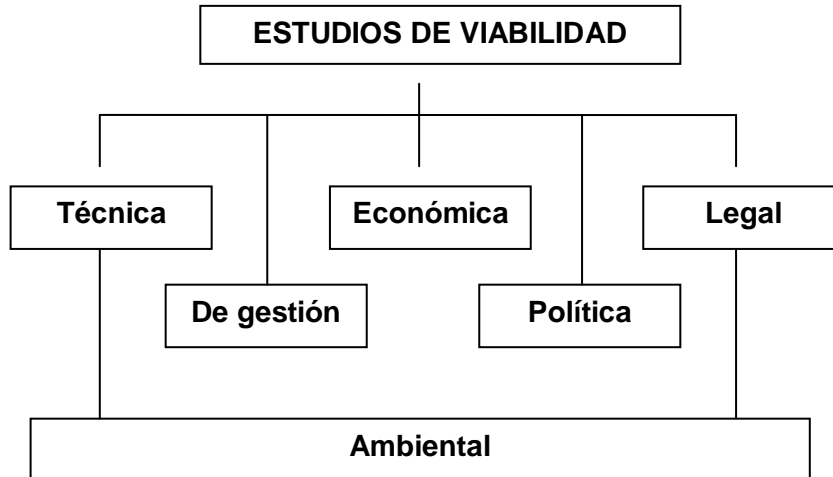 ESTUDIOS DE VIABILIDAD
Técnica
Económica
Legal
De gestión
Política
Ambiental